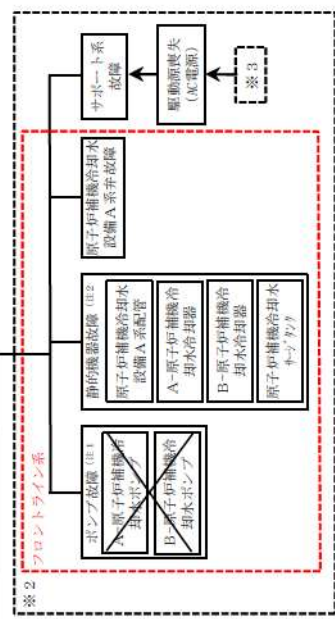 ※2
フロントライン系
ポンプ故障(注1)
A-原子炉補機冷
却水ポンプ
B-原子炉補機冷
却水ポンプ
静的機器故障(注2)
原子炉補機冷却水
設備A系配管
A-原子炉補機冷
却水冷却器
B-原子炉補機冷
却水冷却器
原子炉補機冷却水
サージタンク
原子炉補機冷却水
設備A系弁故障
サポート系
故障
駆動源喪失
(AC電源)
※3